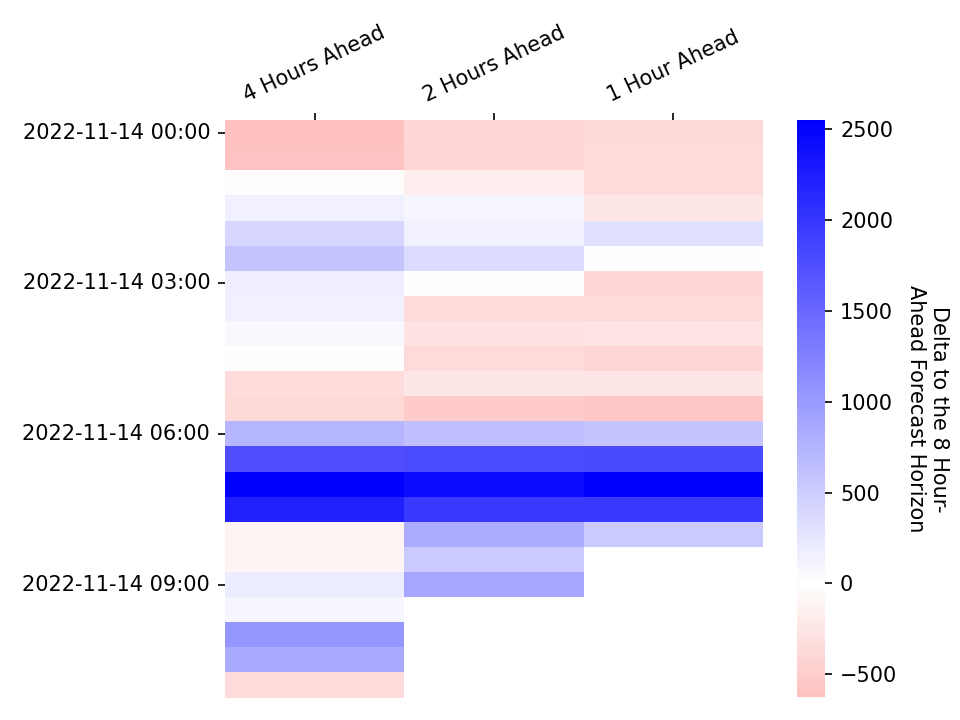 4 Hours Ahead
2 Hours Ahead
1 Hour Ahead
2022-11-14 00:00
2022-11-14 03:00
2022-11-14 06:00
2022-11-14 09:00
2500
2000
1500
1000
500
0
−500
Delta to the 8 Hour-
Ahead Forecast Horizon